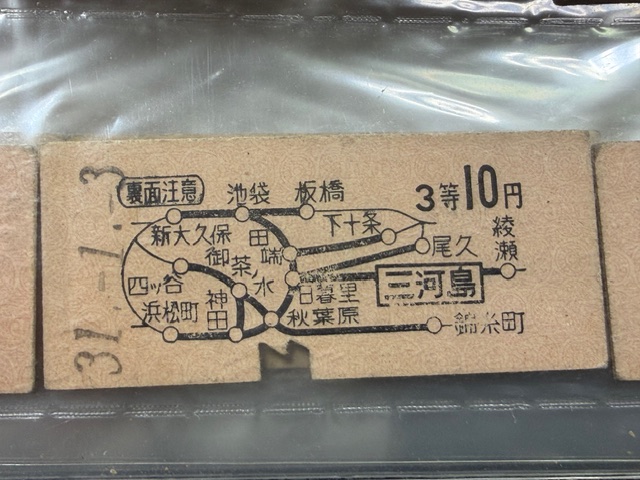 31.-1.-3
裏面注意
池袋
板橋
3等10円
新大久保
下十条
綾瀬
田端
尾久
御茶ノ水
四ッ谷
日暮里
三河島
浜松町
神田
秋葉原
錦糸町